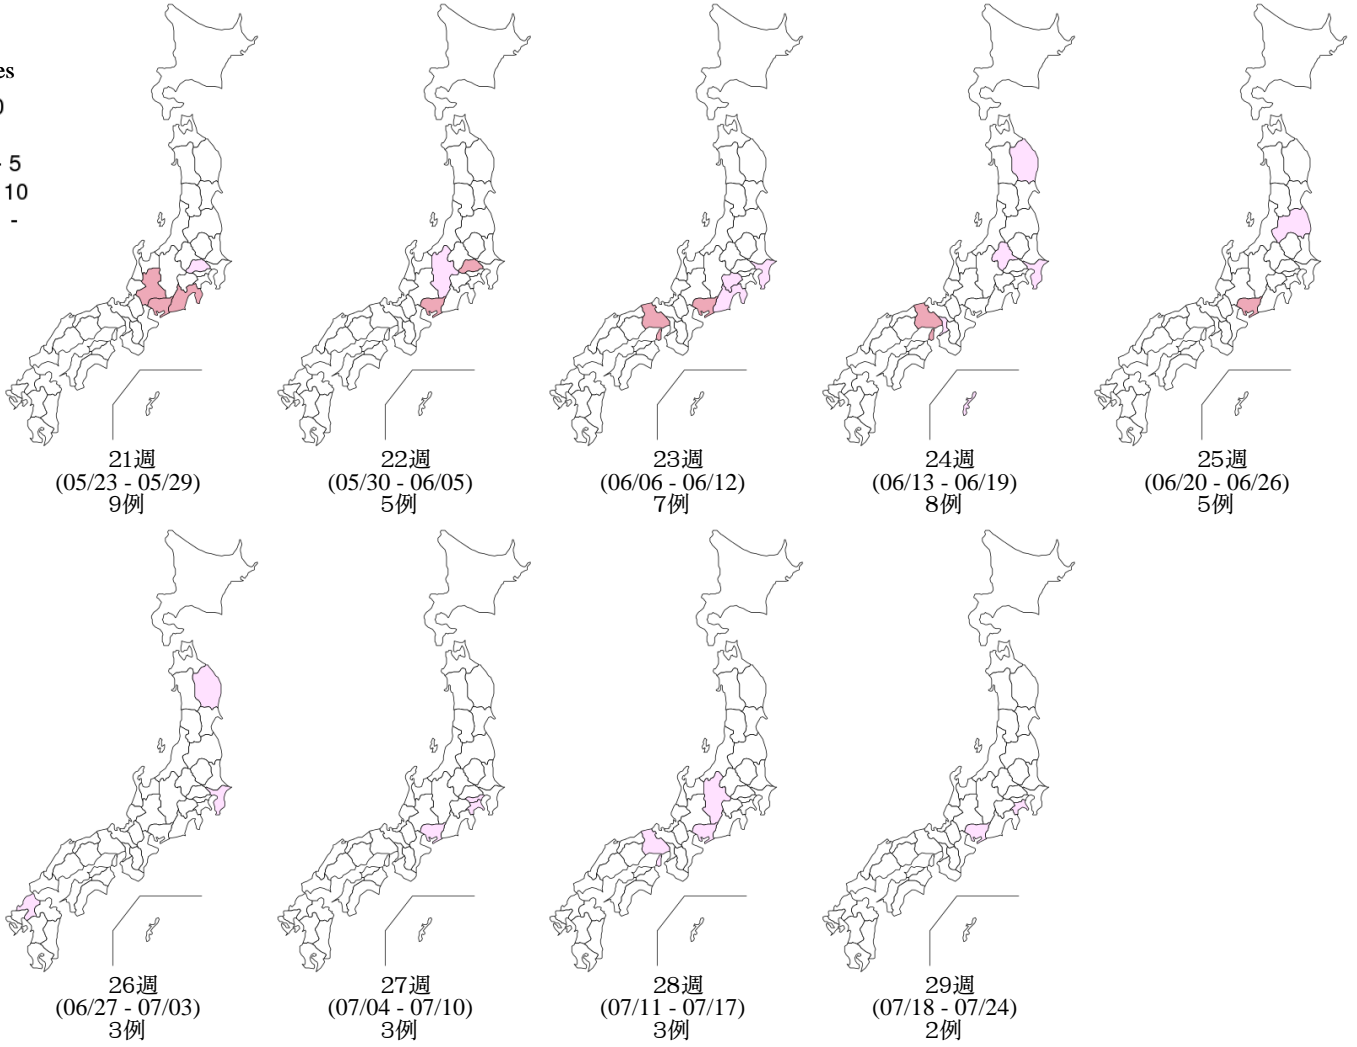 es
0
- 5
10
-
21週
(05/23 - 05/29)
9例
22週
(05/30 - 06/05)
5例
23週
(06/06 - 06/12)
7例
24週
(06/13 - 06/19)
8例
25週
(06/20 - 06/26)
5例
26週
(06/27 - 07/03)
3例
27週
(07/04 - 07/10)
3例
28週
(07/11 - 07/17)
3例
29週
(07/18 - 07/24)
2例